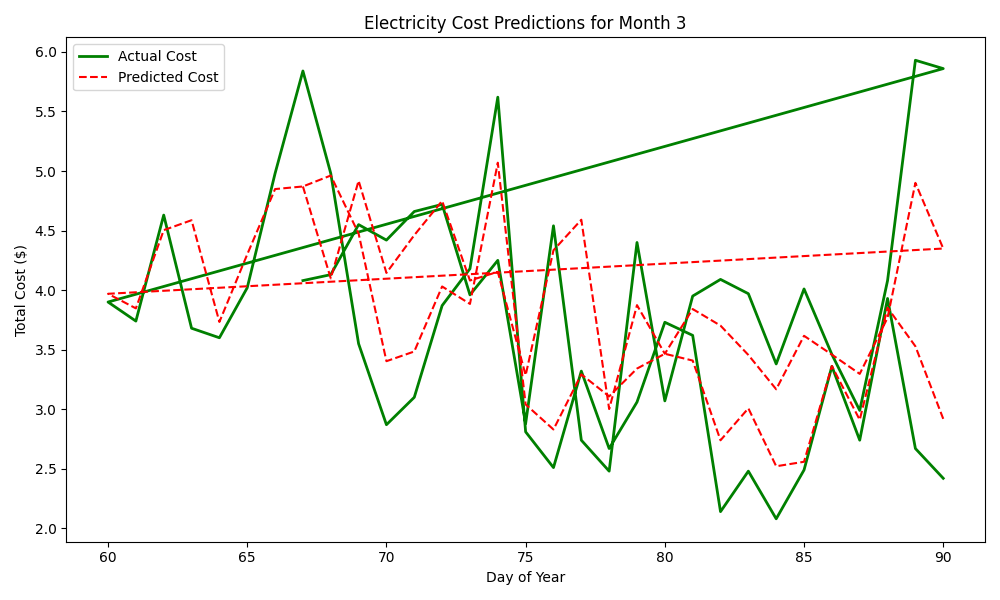 Electricity Cost Predictions for Month 3
Actual Cost
Predicted Cost
Total Cost ($)
6.0
5.5
5.0
4.5
4.0
3.5
3.0
2.5
2.0
60 65 70 75 80 85 90
Day of Year